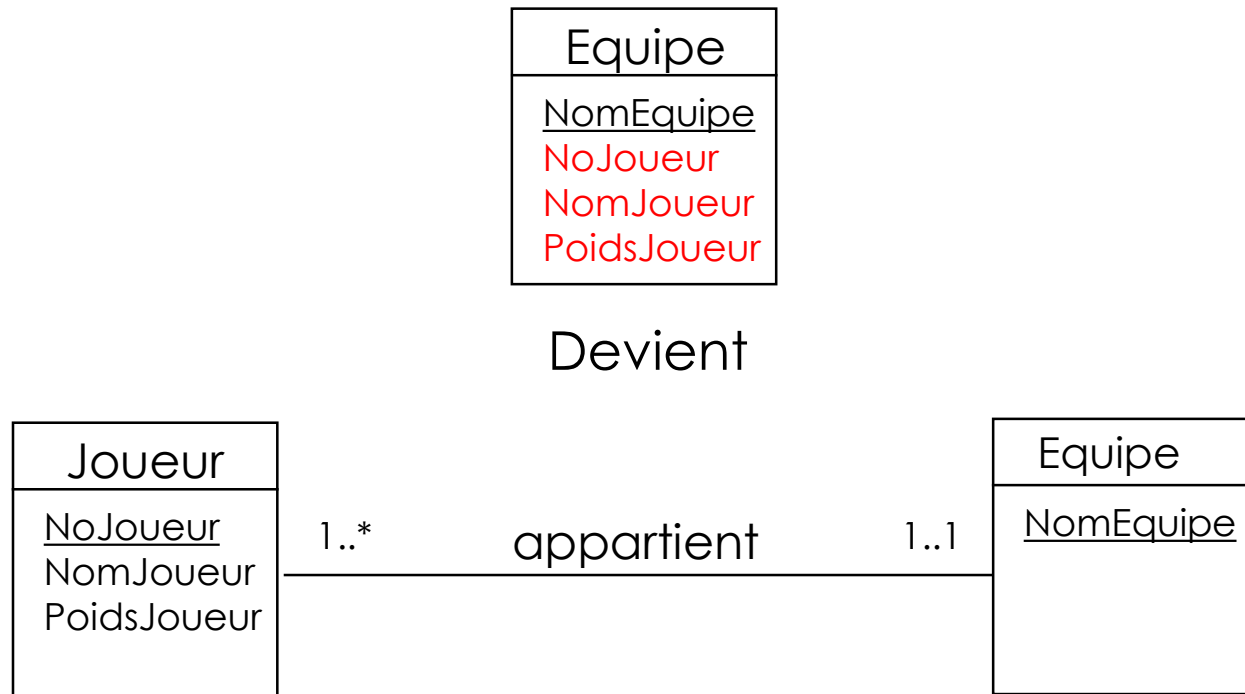 Equipe
NomEquipe
NoJoueur
NomJoueur
PoidsJoueur
Devient
Joueur
NoJoueur
NomJoueur
PoidsJoueur
1..*
appartient
1..1
Equipe
NomEquipe